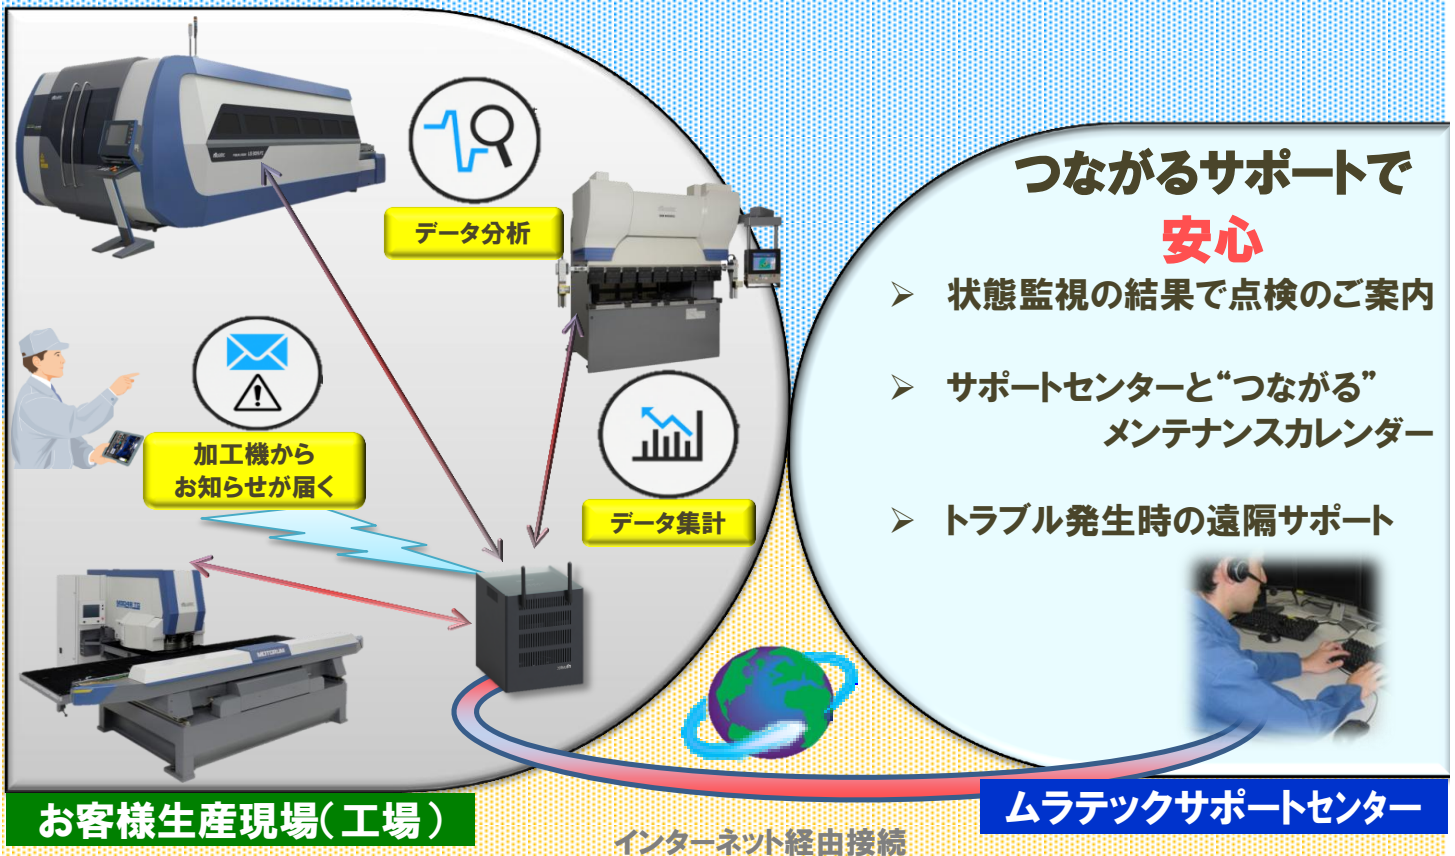 データ分析
つながるサポートで
安心
➢ 状態監視の結果で点検のご案内
➢ サポートセンターと“つながる”
メンテナンスカレンダー
➢ トラブル発生時の遠隔サポート
加工機から
お知らせが届く
データ集計
MOTORUM
お客様生産現場(工場)
ムラテックサポートセンター
インターネット経由接続